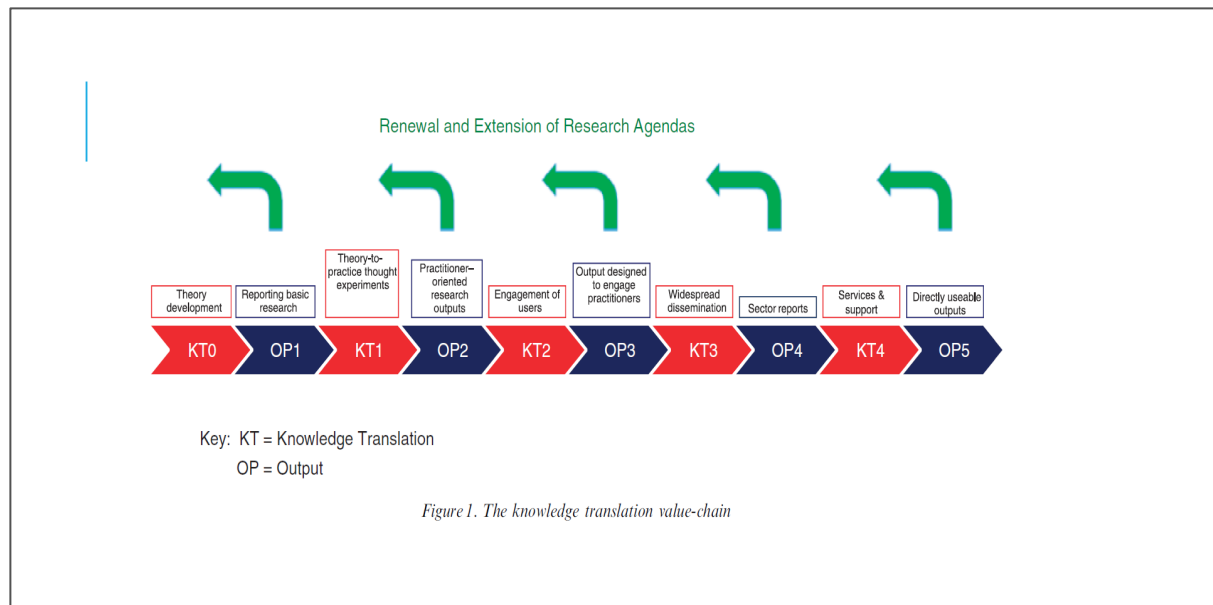 Renewal and Extension of Research Agendas
Theory
development
Reporting basic
research
Theory-to-
practice thought
experiments
Practitioner–
oriented
research
outputs
Engagement of
users
Output designed
to engage
practitioners
Widespread
dissemination
Sector reports
Services &
support
Directly useable
outputs
KT0
OP1
KT1
OP2
KT2
OP3
KT3
OP4
KT4
OP5
Key: KT = Knowledge Translation
OP = Output
Figure 1. The knowledge translation value-chain